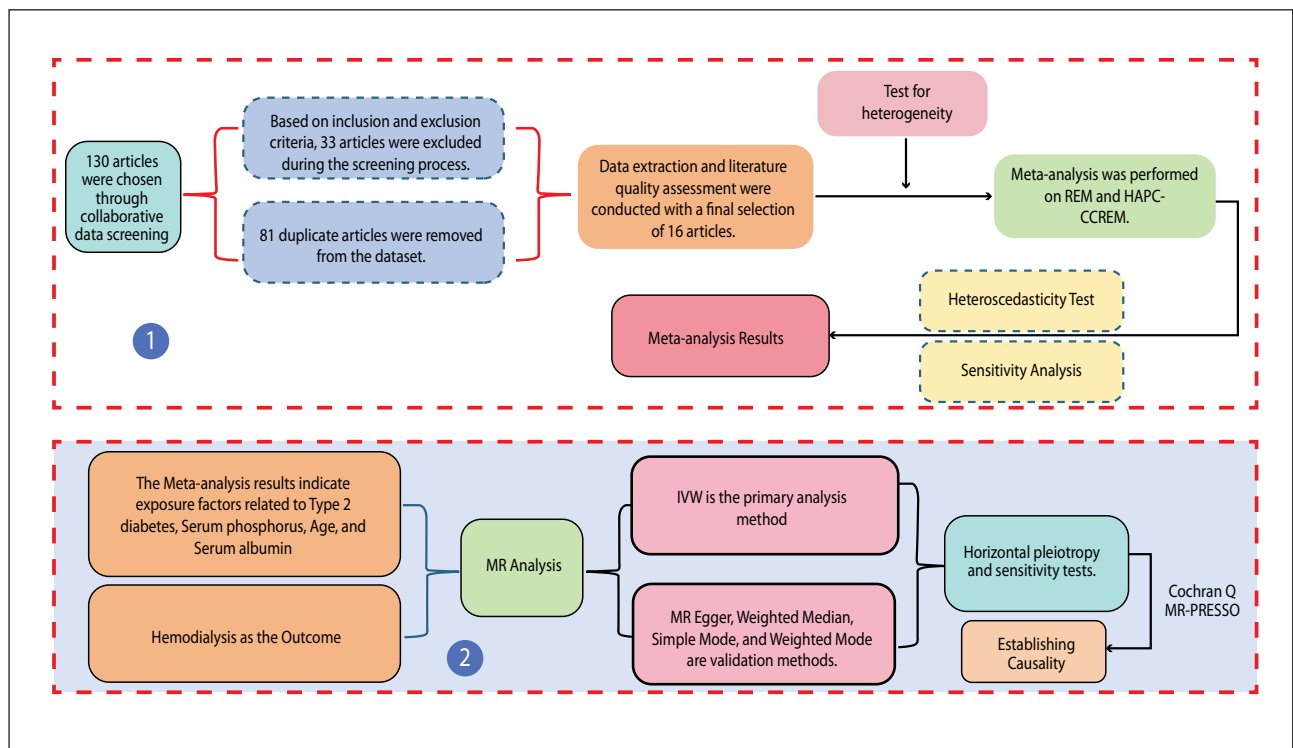 130 articles
were chosen
through
collaborative
data screening
Based on inclusion and exclusion
criteria, 33 articles were excluded
during the screening process.
81 duplicate articles were removed
from the dataset.
Data extraction and literature
quality assessment were
conducted with a final selection
of 16 articles.
Test for
heterogeneity
Meta-analysis was performed
on REM and HAPC-
CCREM.
Heteroscedasticity Test
Sensitivity Analysis
Meta-analysis Results
1
The Meta-analysis results indicate
exposure factors related to Type 2
diabetes, Serum phosphorus, Age, and
Serum albumin
Hemodialysis as the Outcome
MR Analysis
2
IVW is the primary analysis
method
MR Egger, Weighted Median,
Simple Mode, and Weighted Mode
are validation methods.
Horizontal pleiotropy
and sensitivity tests.
Cochran Q
MR-PRESSO
Establishing
Causality